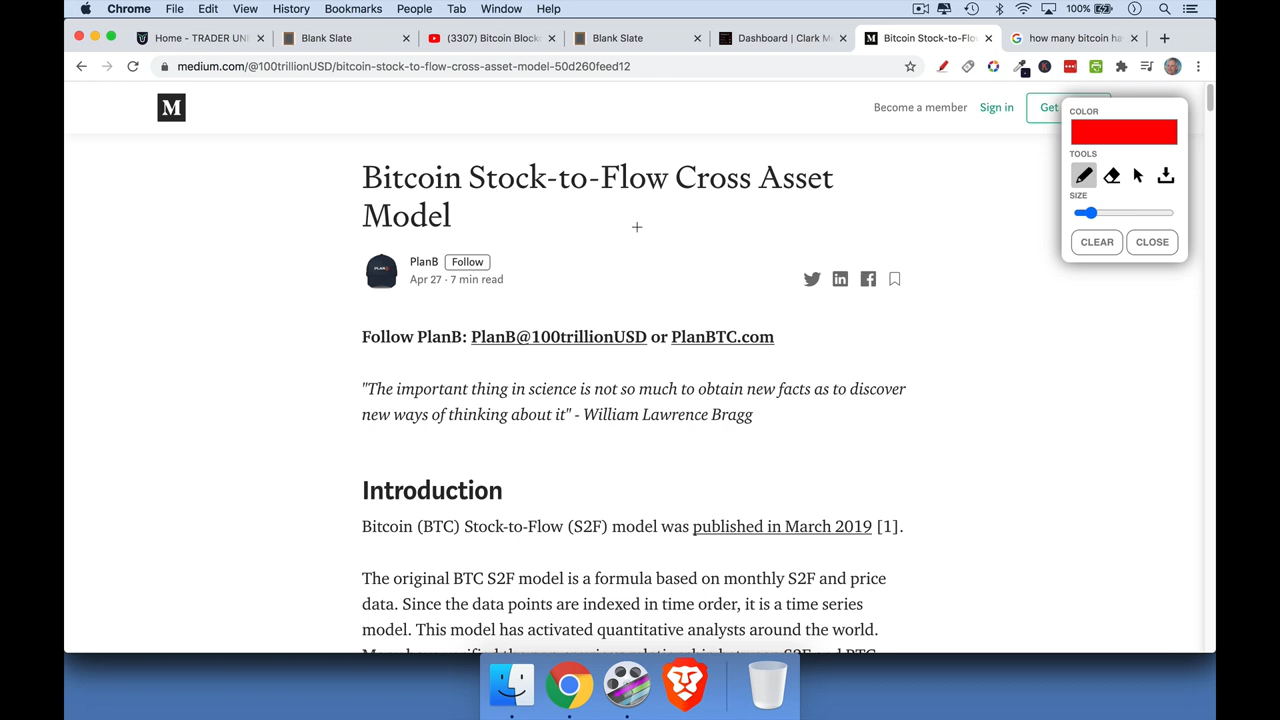 Chrome File Edit View History Bookmarks People Tab Window Help 100%
Home - TRADER UNI Blank Slate (3307) Bitcoin Block Blank Slate Dashboard | Clark M Bitcoin Stock-to-Flo how many bitcoin ha
medium.com/@100trillionUSD/bitcoin-stock-to-flow-cross-asset-model-50d260feed12
M Become a member Sign in Get
COLOR
TOOLS
SIZE
CLEAR CLOSE
Bitcoin Stock-to-Flow Cross Asset
Model
PLANB
PlanB Follow
Apr 27 · 7 min read
Follow PlanB: PlanB@100trillionUSD or PlanBTC.com
"The important thing in science is not so much to obtain new facts as to discover
new ways of thinking about it" - William Lawrence Bragg
Introduction
Bitcoin (BTC) Stock-to-Flow (S2F) model was published in March 2019 [1].
The original BTC S2F model is a formula based on monthly S2F and price
data. Since the data points are indexed in time order, it is a time series
model. This model has activated quantitative analysts around the world.